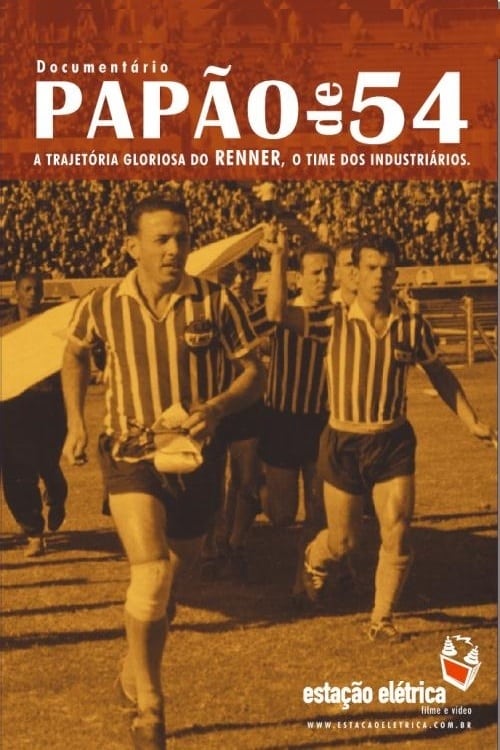 Documentário
PAPÃO de 54
A TRAJETÓRIA GLORIOSA DO RENNER, O TIME DOS INDUSTRIÁRIOS.
estação elétrica
filme e vídeo
WWW.ESTACAOELETRICA.COM.BR